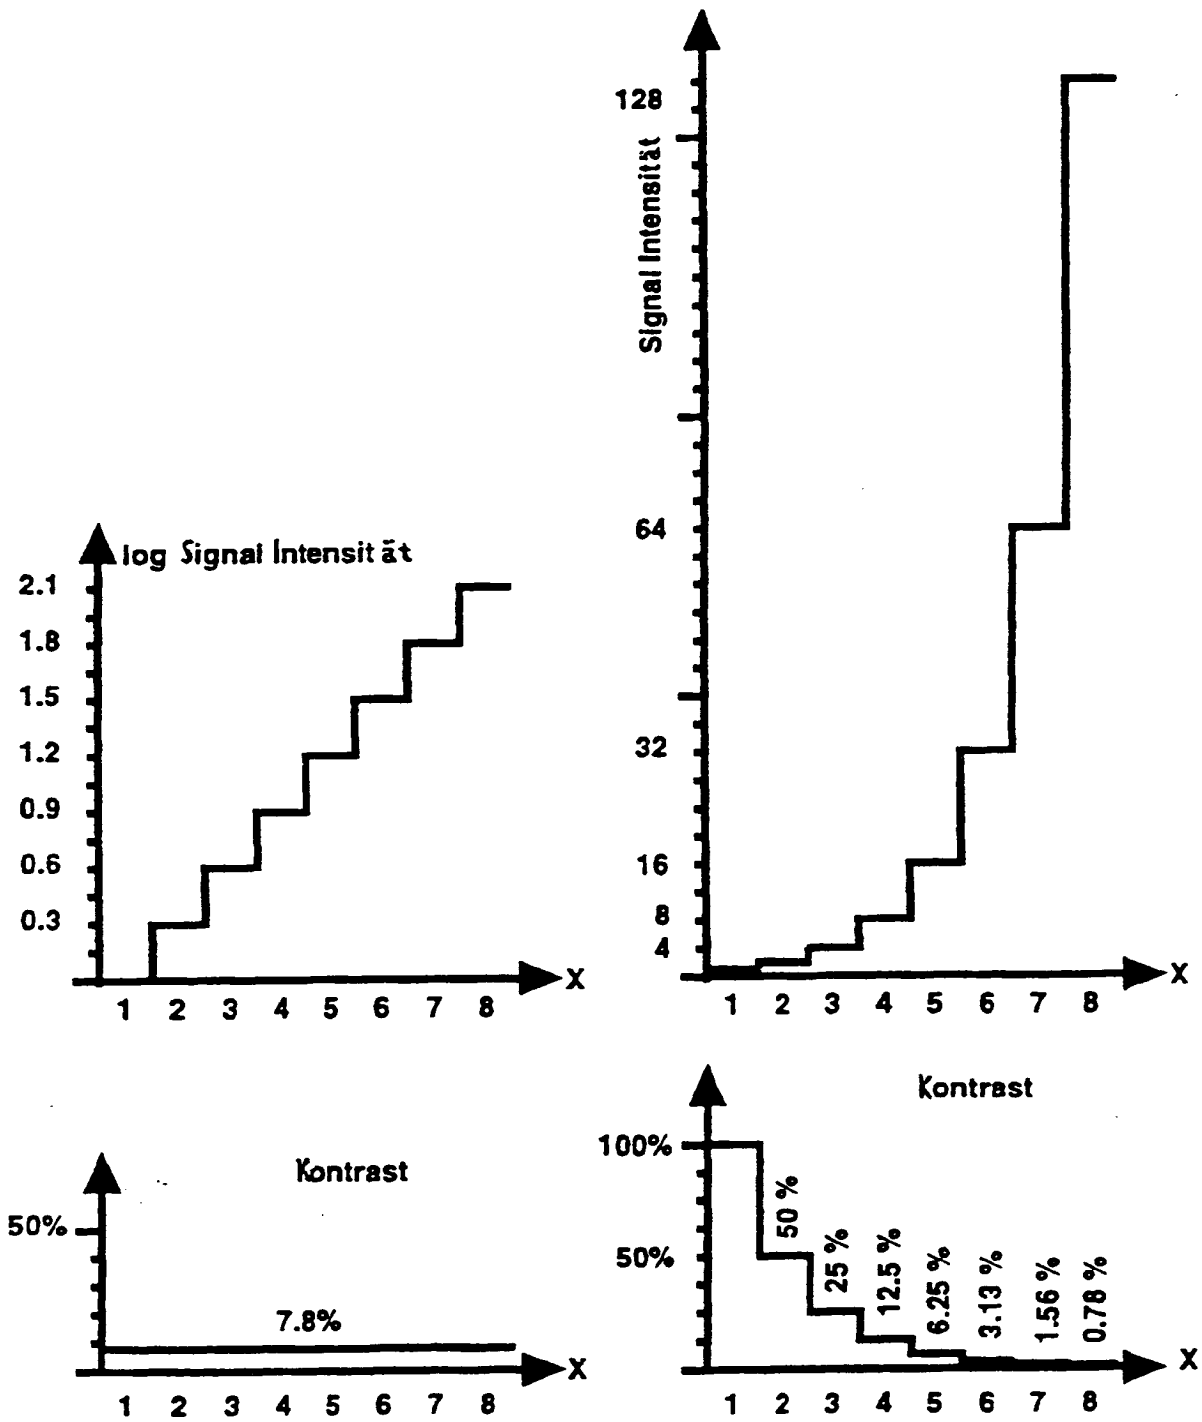 log Signal Intensität
2.1
1.8
1.5
1.2
0.9
0.6
0.3
X
1 2 3 4 5 6 7 8
Signal Intensität
128
64
32
16
8
4
X
1 2 3 4 5 6 7 8
Kontrast
50%
7.8%
X
1 2 3 4 5 6 7 8
Kontrast
100%
50%
50 %
25 %
12.5 %
6.25 %
3.13 %
1.56 %
0.78 %
X
1 2 3 4 5 6 7 8